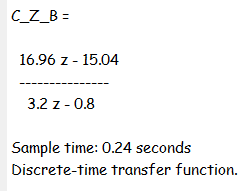 C_Z_B =
16.96 z - 15.04
---------------
3.2 z - 0.8
Sample time: 0.24 seconds
Discrete-time transfer function.